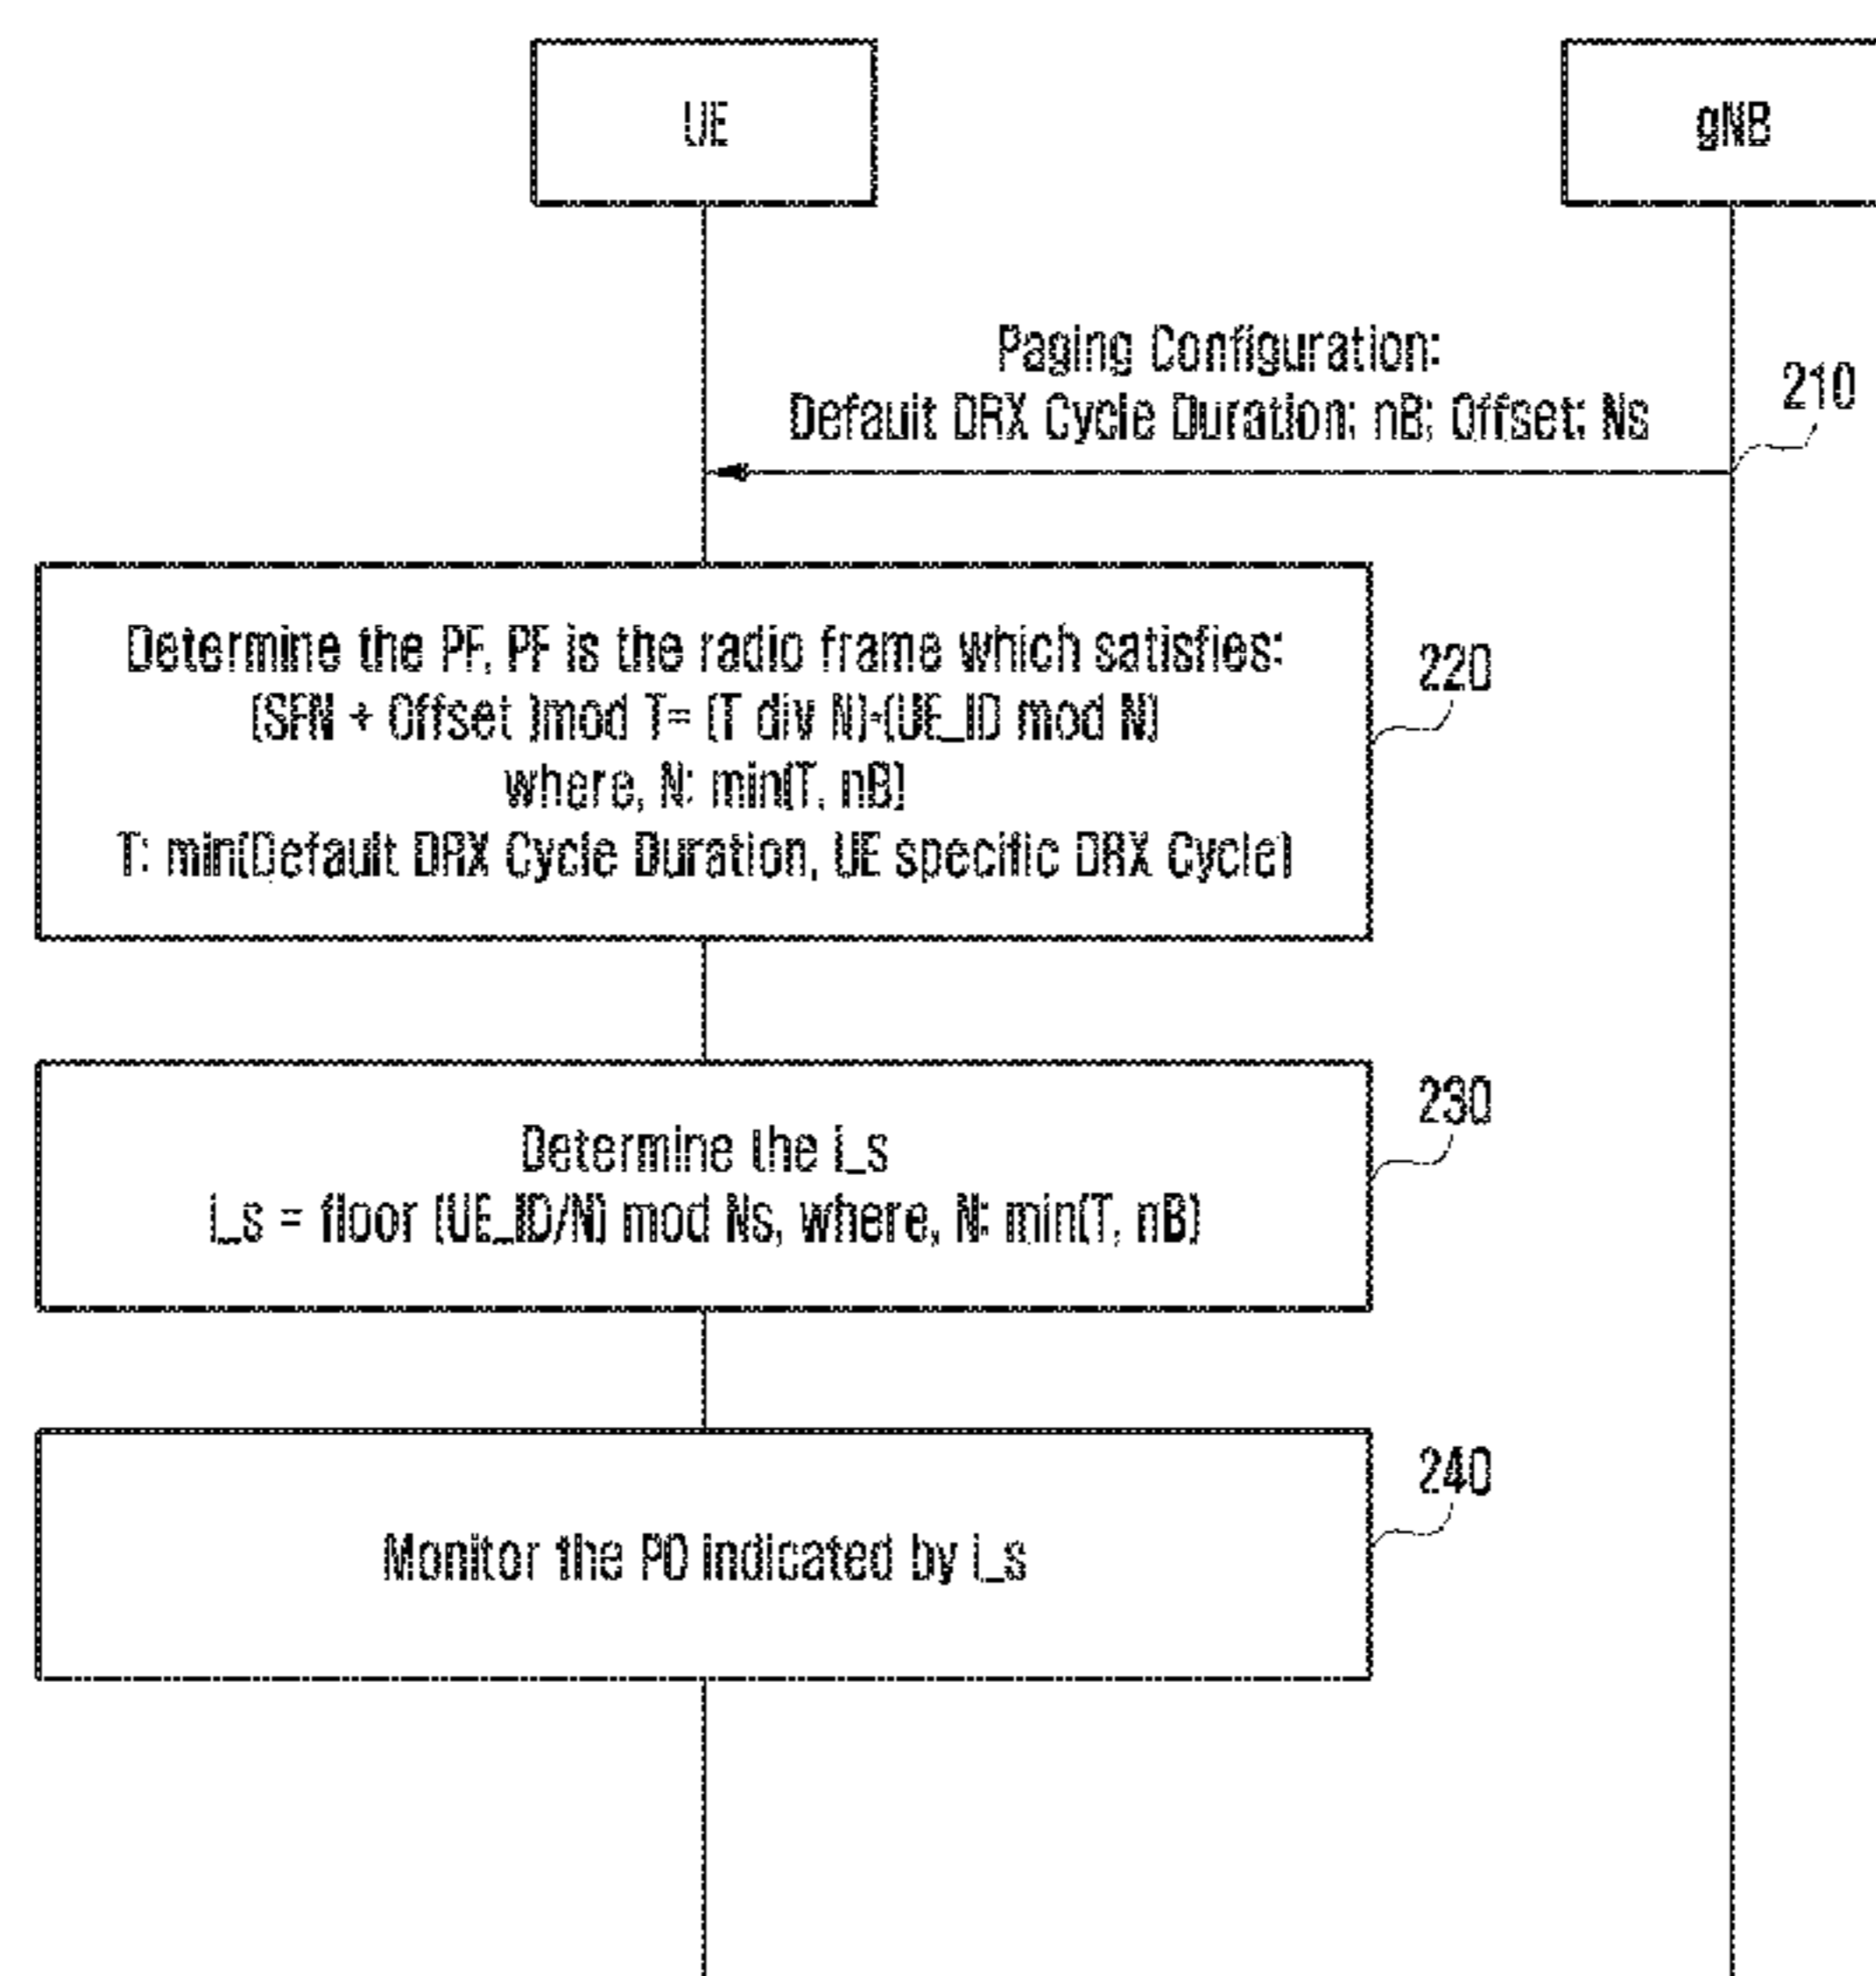 UE
gNB
Paging Configuration:
Default DRX Cycle Duration; nB; Offset; Ns
210
Determine the PF, PF is the radio frame which satisfies:
(SFN + Offset )mod T= (T div N)*(UE_ID mod N)
where, N: min(T, nB)
T: min(Default DRX Cycle Duration, UE specific DRX Cycle)
220
Determine the i_s
i_s = floor (UE_ID/N) mod Ns, where, N: min(T, nB)
230
Monitor the PO indicated by i_s
240